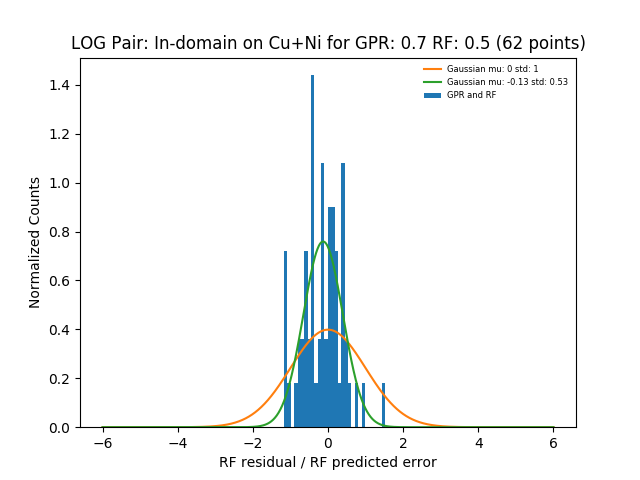 LOG Pair: In-domain on Cu+Ni for GPR: 0.7 RF: 0.5 (62 points)
Gaussian mu: 0 std: 1
Gaussian mu: -0.13 std: 0.53
GPR and RF
Normalized Counts
1.4
1.2
1.0
0.8
0.6
0.4
0.2
0.0
−6 −4 −2 0 2 4 6
RF residual / RF predicted error